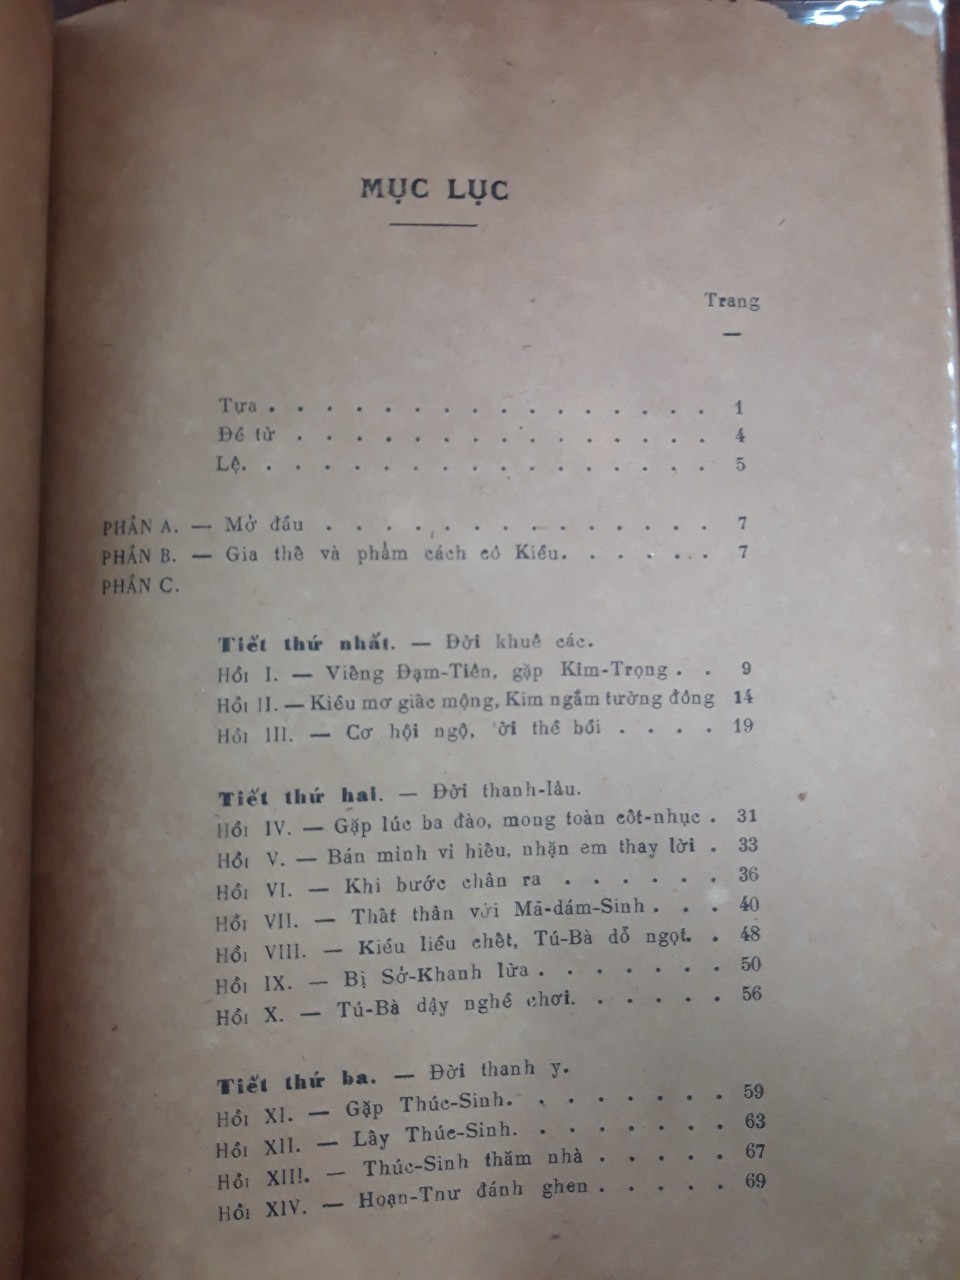 MỤC LỤC
Trang
—
Tựa . . . . . . . . . . . . . . . . 1
Đề từ . . . . . . . . . . . . . . . 4
Lệ. . . . . . . . . . . . . . . . . 5
PHẦN A. — Mở đầu . . . . . . . . . . . . . . 7
PHẦN B. — Gia thế và phẩm cách cô Kiều. . . . . . . 7
PHẦN C.
Tiết thứ nhất. — Đời khuê các.
Hồi I. — Viếng Đạm-Tiên, gặp Kim-Trọng . . 9
Hồi II. — Kiều mơ giấc mộng, Kim ngắm tường đông 14
Hồi III. — Cơ hội ngộ, lời thề bồi . . . . 19
Tiết thứ hai. — Đời thanh-lâu.
Hồi IV. — Gặp lúc ba đào, mong toàn cốt-nhục . 31
Hồi V. — Bán mình vì hiếu, nhặn em thay lời . 33
Hồi VI. — Khi bước chân ra . . . . . . 36
Hồi VII. — Thất thân với Mã-dám-Sinh . . . 40
Hồi VIII. — Kiều liều chết, Tú-Bà dỗ ngọt. . 48
Hồi IX. — Bị Sở-Khanh lừa . . . . . . . 50
Hồi X. — Tú-Bà dậy nghề chơi. . . . . . 56
Tiết thứ ba. — Đời thanh y.
Hồi XI. — Gặp Thúc-Sinh. . . . . . . . 59
Hồi XII. — Lấy Thúc-Sinh. . . . . . . . 63
Hồi XIII. — Thúc-Sinh thăm nhà . . . . . 67
Hồi XIV. — Hoạn-Tnư đánh ghen . . . . . 69